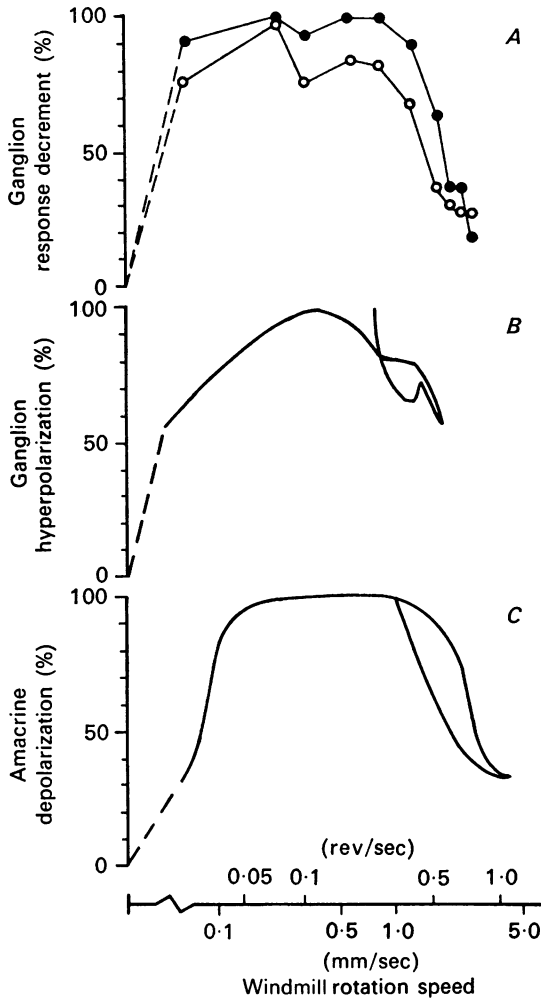 100
50
0
Ganglion
response decrement (%)
A
100
50
0
Ganglion
hyperpolarization (%)
B
100
50
0
Amacrine
depolarization (%)
C
(rev/sec)
0·05 0·1 0·5 1·0
0·1 0·5 1·0 5·0
(mm/sec)
Windmill rotation speed